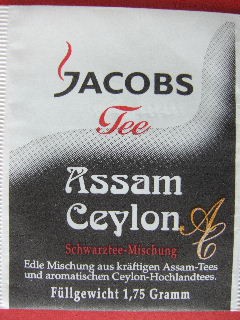 JACOBS
Tee
Assam
Ceylon
AC
Schwarztee-Mischung
Edle Mischung aus kräftigen Assam-Tees
und aromatischen Ceylon-Hochlandtees.
Füllgewicht 1,75 Gramm